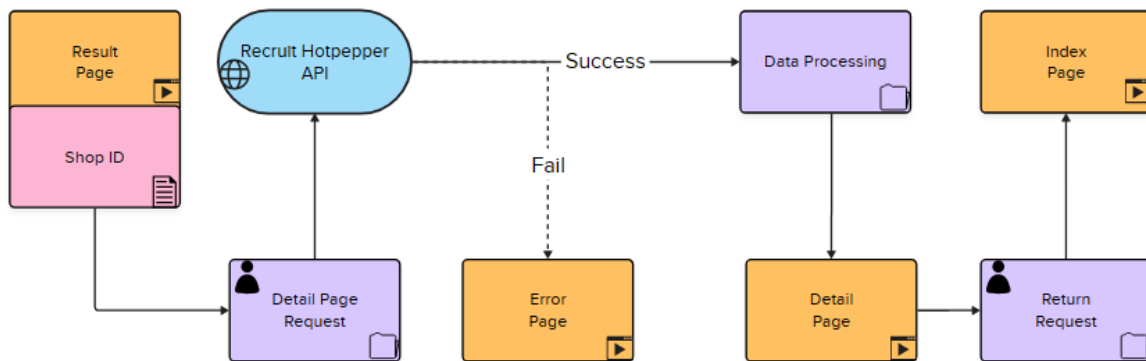 Result
Page
Shop ID
Recruit Hotpepper
API
Success
Fail
Data Processing
Index
Page
Detail Page
Request
Error
Page
Detail
Page
Return
Request